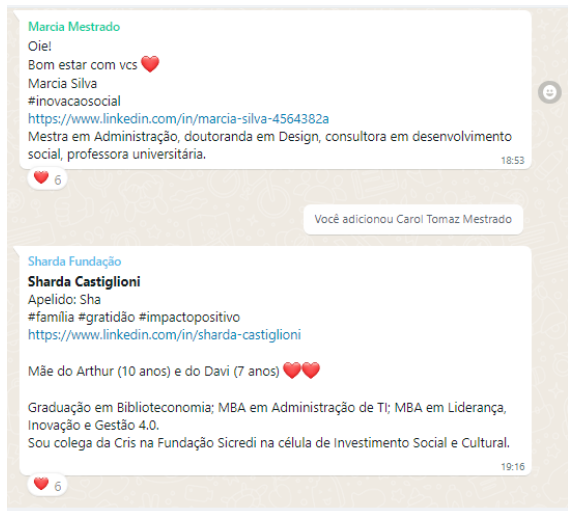 Marcia Mestrado
Oie!
Bom estar com vcs ❤️
Marcia Silva
#inovacaosocial
https://www.linkedin.com/in/marcia-silva-4564382a
Mestra em Administração, doutoranda em Design, consultora em desenvolvimento
social, professora universitária.
18:53
❤️ 6
Você adicionou Carol Tomaz Mestrado
Sharda Fundação
Sharda Castiglioni
Apelido: Sha
#família #gratidão #impactopositivo
https://www.linkedin.com/in/sharda-castiglioni
Mãe do Arthur (10 anos) e do Davi (7 anos) ❤️❤️
Graduação em Biblioteconomia; MBA em Administração de TI; MBA em Liderança,
Inovação e Gestão 4.0.
Sou colega da Cris na Fundação Sicredi na célula de Investimento Social e Cultural.
19:16
❤️ 6